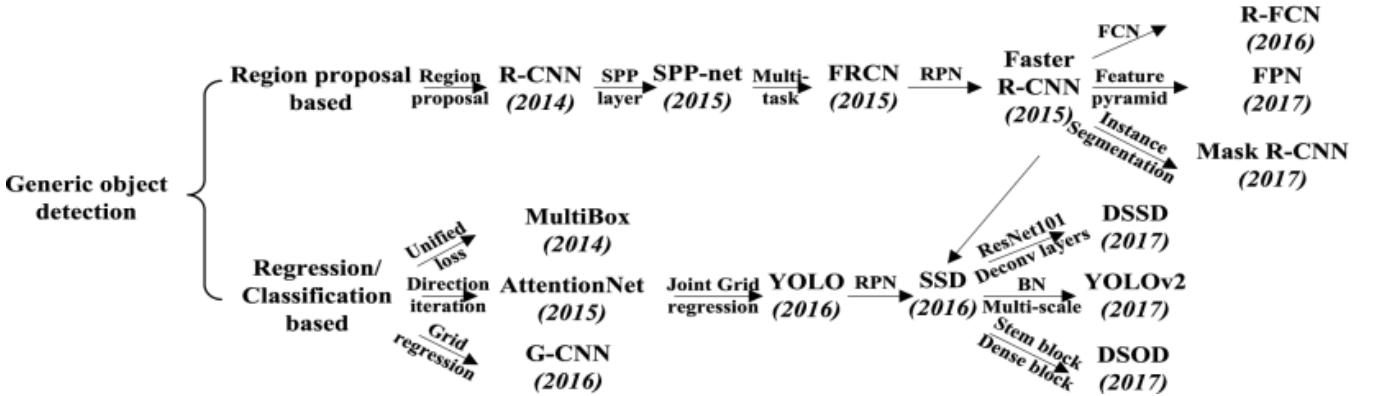 Generic object
detection
Region proposal
based
Region
proposal
R-CNN
(2014)
SPP
layer
SPP-net
(2015)
Multi-
task
FRCN
(2015)
RPN
Faster
R-CNN
(2015)
FCN
R-FCN
(2016)
Feature
pyramid
FPN
(2017)
Instance
Segmentation
Mask R-CNN
(2017)
Regression/
Classification
based
Unified
loss
MultiBox
(2014)
Direction
iteration
AttentionNet
(2015)
Grid
regression
G-CNN
(2016)
Joint Grid
regression
YOLO
(2016)
RPN
SSD
(2016)
ResNet101
Deconv layers
DSSD
(2017)
BN
Multi-scale
YOLOv2
(2017)
Stem block
Dense block
DSOD
(2017)